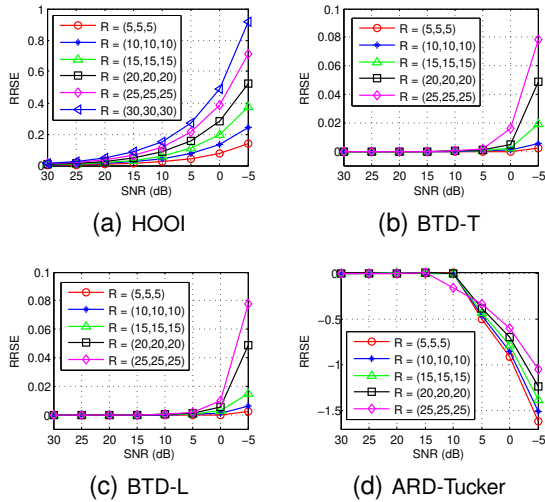 1
0.8
0.6
0.4
0.2
0
RRSE
R = (5,5,5)
R = (10,10,10)
R = (15,15,15)
R = (20,20,20)
R = (25,25,25)
R = (30,30,30)
30 25 20 15 10 5 0 −5
SNR (dB)
(a) HOOI
0.1
0.08
0.06
0.04
0.02
0
RRSE
R = (5,5,5)
R = (10,10,10)
R = (15,15,15)
R = (20,20,20)
R = (25,25,25)
30 25 20 15 10 5 0 −5
SNR (dB)
(b) BTD-T
0.1
0.08
0.06
0.04
0.02
0
RRSE
R = (5,5,5)
R = (10,10,10)
R = (15,15,15)
R = (20,20,20)
R = (25,25,25)
30 25 20 15 10 5 0 −5
SNR (dB)
(c) BTD-L
0
−0.5
−1
−1.5
RRSE
R = (5,5,5)
R = (10,10,10)
R = (15,15,15)
R = (20,20,20)
R = (25,25,25)
30 25 20 15 10 5 0 −5
SNR (dB)
(d) ARD-Tucker